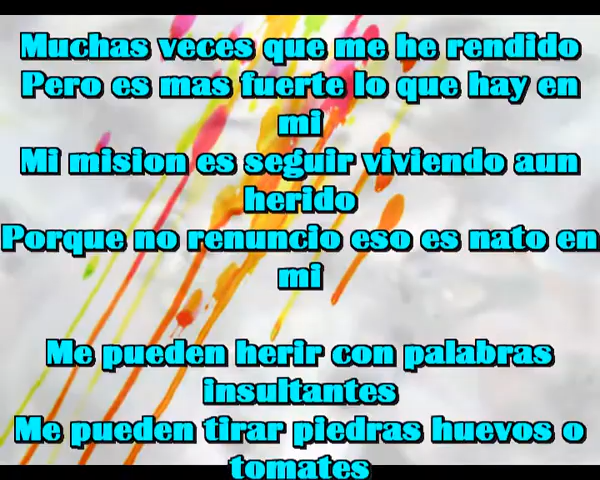 Muchas veces que me he rendido
Pero es mas fuerte lo que hay en
mi
Mi mision es seguir viviendo aun
herido
Porque no renuncio eso es nato en
mi
Me pueden herir con palabras
insultantes
Me pueden tirar piedras huevos o
tomates